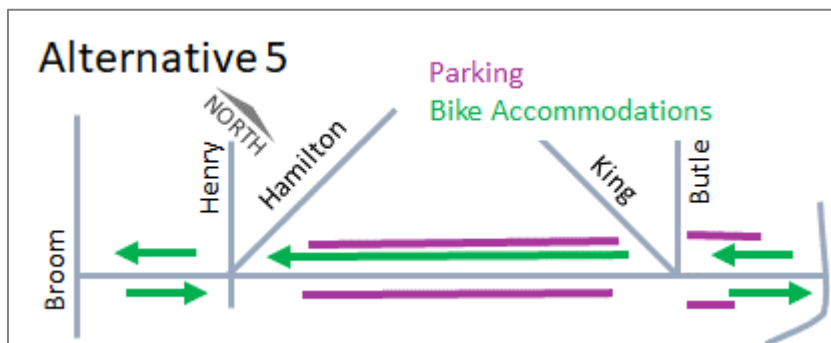 Alternative 5
Parking
Bike Accommodations
NORTH
Broom
Henry
Hamilton
King
Butle